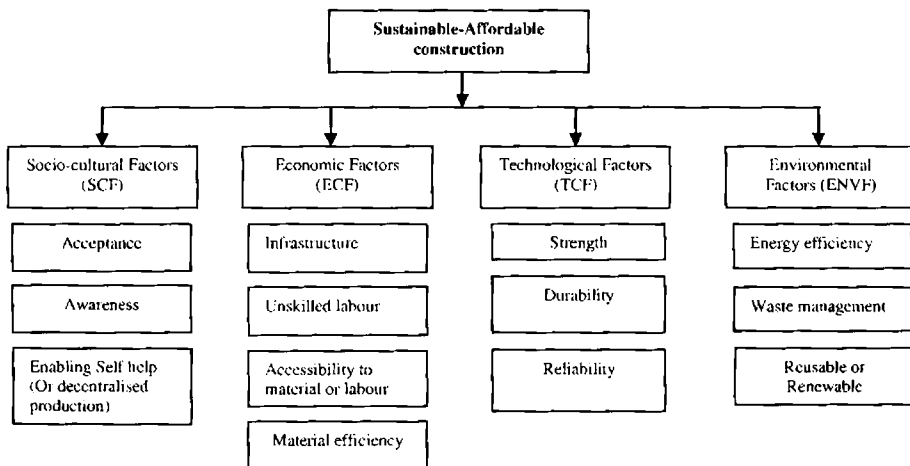 Sustainable-Affordable
construction
Socio-cultural Factors
(SCF)
Acceptance
Awareness
Enabling Self help
(Or decentralised
production)
Economic Factors
(ECF)
Infrastructure
Unskilled labour
Accessibility to
material or labour
Material efficiency
Technological Factors
(TCF)
Strength
Durability
Reliability
Environmental
Factors (ENVF)
Energy efficiency
Waste management
Reusable or
Renewable